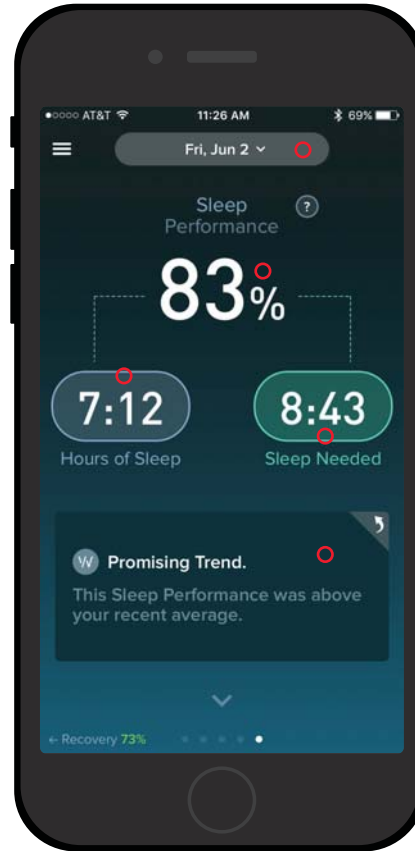 AT&T 11:26 AM 69%
Fri, Jun 2
Sleep
Performance
?
83%
7:12 8:43
Hours of Sleep Sleep Needed
W Promising Trend.
This Sleep Performance was above
your recent average.
← Recovery 73%